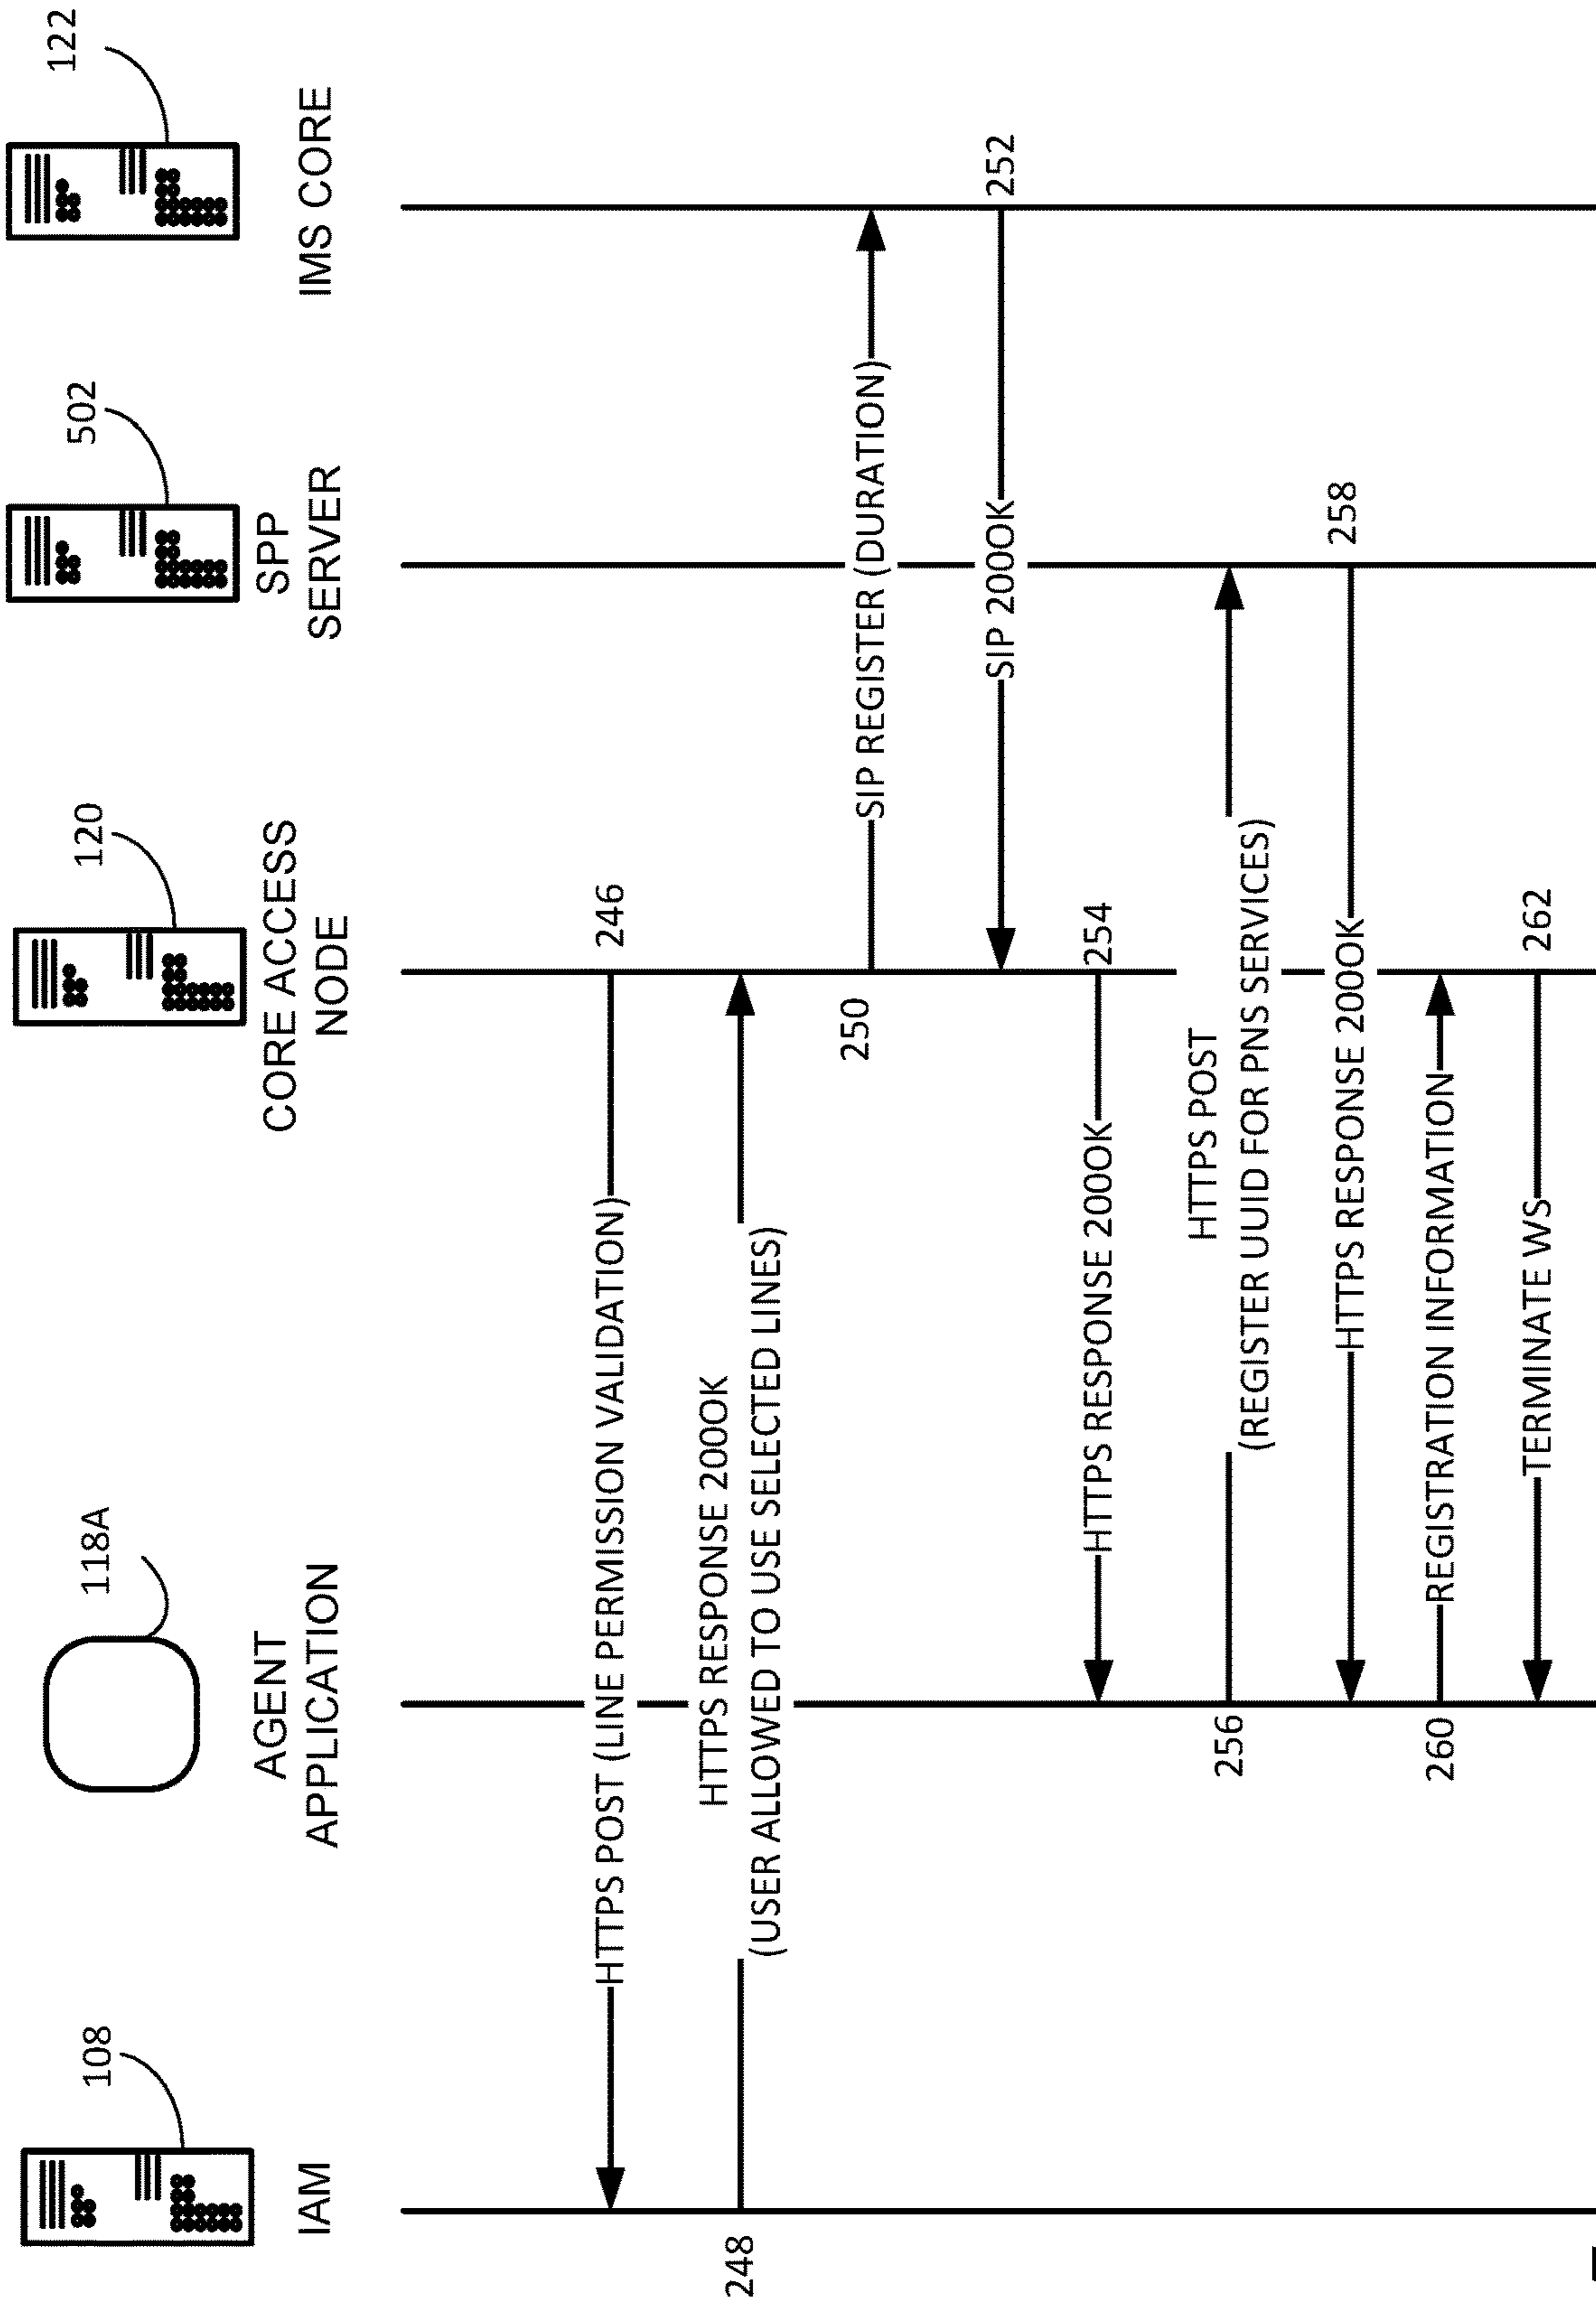 108
118A
120
502
122
IAM
AGENT
APPLICATION
CORE ACCESS
NODE
SPP
SERVER
IMS CORE
246
HTTPS POST (LINE PERMISSION VALIDATION)
248
HTTPS RESPONSE 200OK
(USER ALLOWED TO USE SELECTED LINES)
250
SIP REGISTER (DURATION)
252
SIP 200OK
254
HTTPS RESPONSE 200OK
256
HTTPS POST
(REGISTER UUID FOR PNS SERVICES)
258
HTTPS RESPONSE 200OK
260
REGISTRATION INFORMATION
262
TERMINATE WS